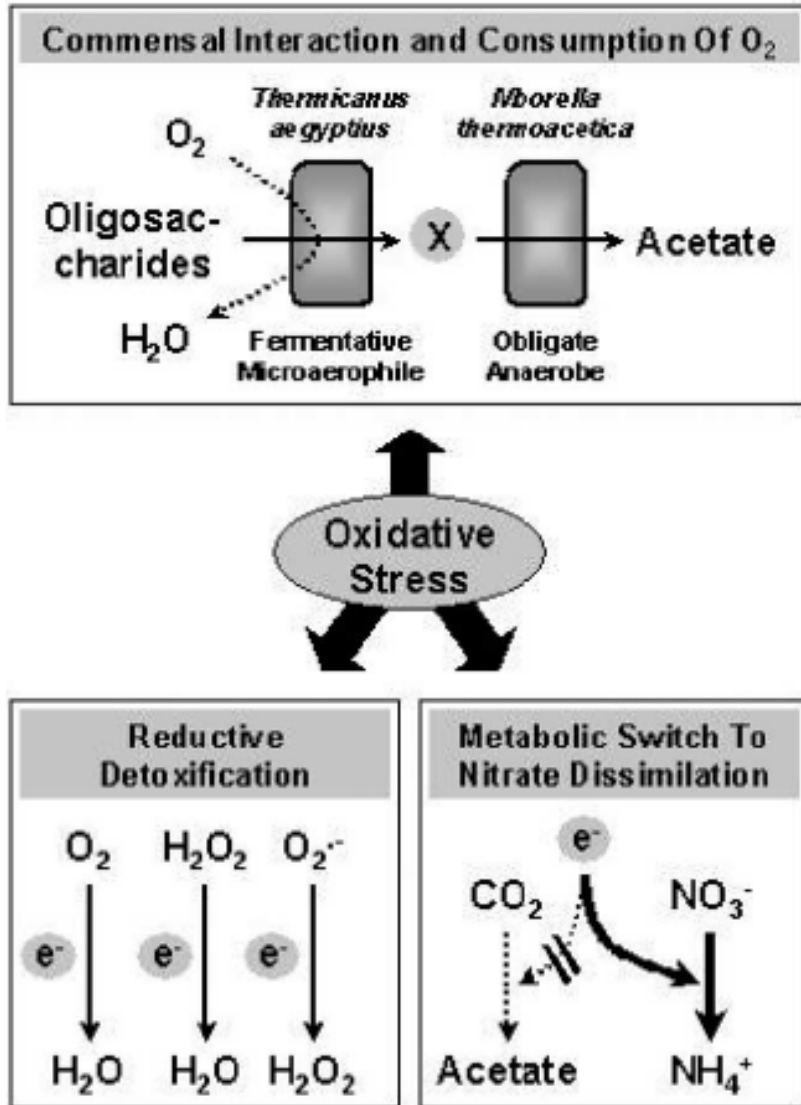 Commensal Interaction and Consumption Of O₂
Thermicanus aegyptius
Moorella thermoacetica
O₂
Oligosac-
charides
X
Acetate
H₂O
Fermentative
Microaerophile
Obligate
Anaerobe
Oxidative
Stress
Reductive
Detoxification
O₂ H₂O₂ O₂·⁻
e⁻ e⁻ e⁻
H₂O H₂O H₂O₂
Metabolic Switch To
Nitrate Dissimilation
e⁻
CO₂ NO₃⁻
Acetate NH₄⁺